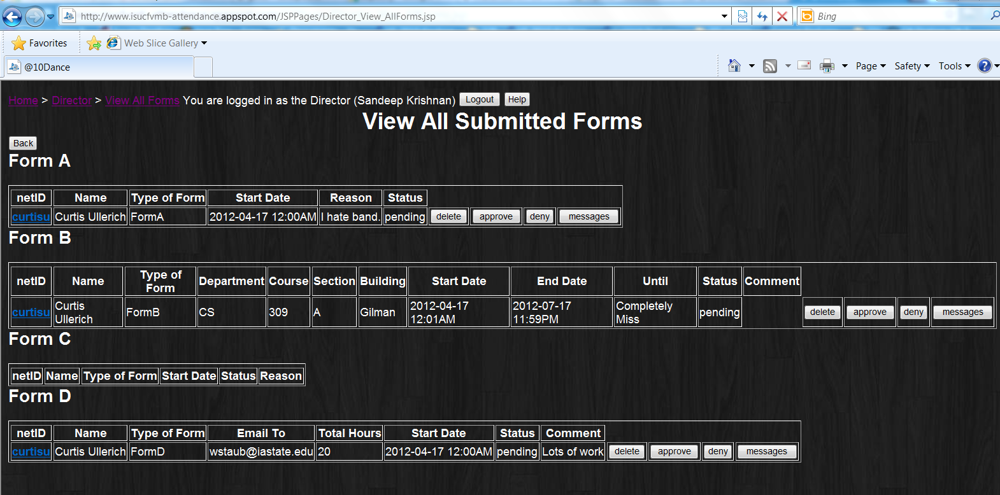 http://www.isucfvmb-attendance.appspot.com/JSPPages/Director_View_AllForms.jsp
Bing
Favorites
Web Slice Gallery
@10Dance
Page Safety Tools
Home > Director > View All Forms You are logged in as the Director (Sandeep Krishnan) Logout Help
View All Submitted Forms
Back
Form A
netID Name Type of Form Start Date Reason Status
curtisu Curtis Ullerich FormA 2012-04-17 12:00AM I hate band. pending delete approve deny messages
Form B
netID Name Type of Form Department Course Section Building Start Date End Date Until Status Comment
curtisu Curtis Ullerich FormB CS 309 A Gilman 2012-04-17 12:01AM 2012-07-17 11:59PM Completely Miss pending delete approve deny messages
Form C
netID Name Type of Form Start Date Status Reason
Form D
netID Name Type of Form Email To Total Hours Start Date Status Comment
curtisu Curtis Ullerich FormD wstaub@iastate.edu 20 2012-04-17 12:00AM pending Lots of work delete approve deny messages